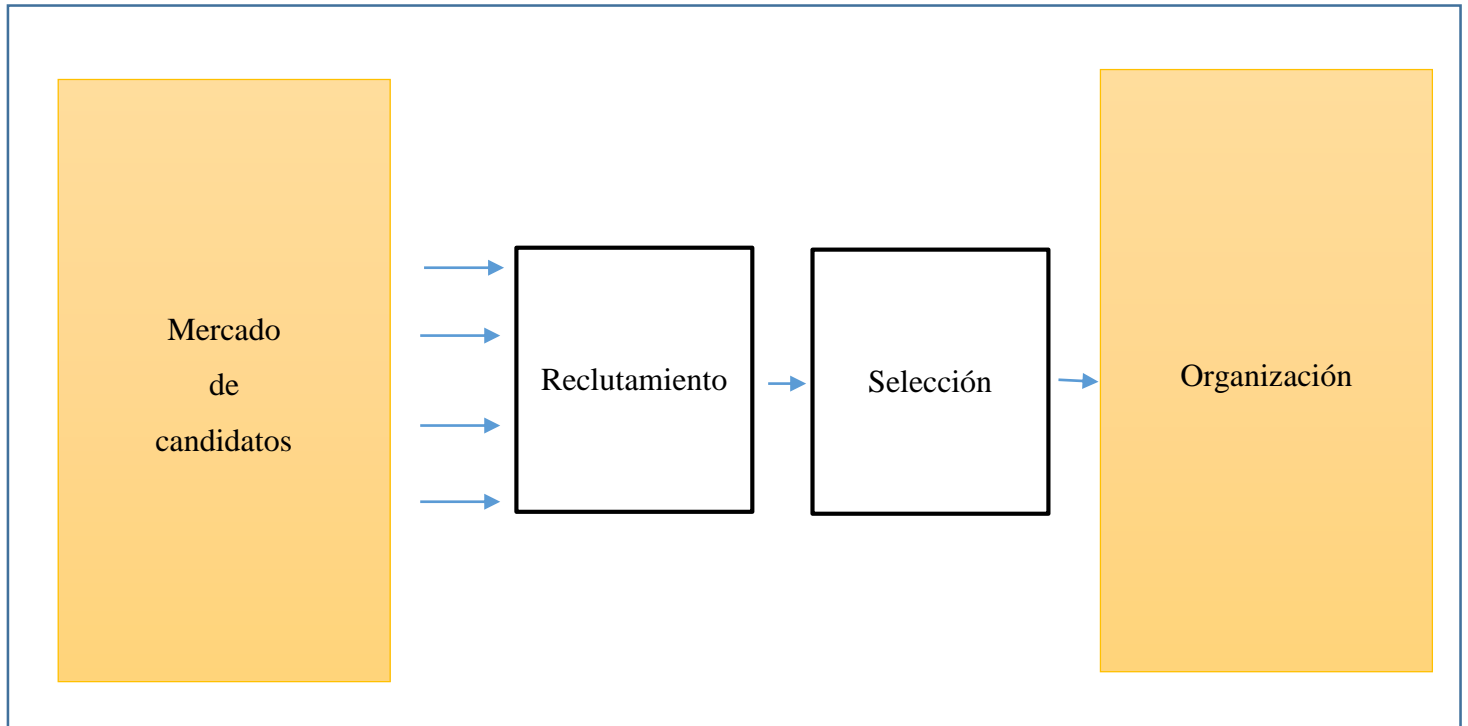 Mercado
de
candidatos
Reclutamiento
Selección
Organización